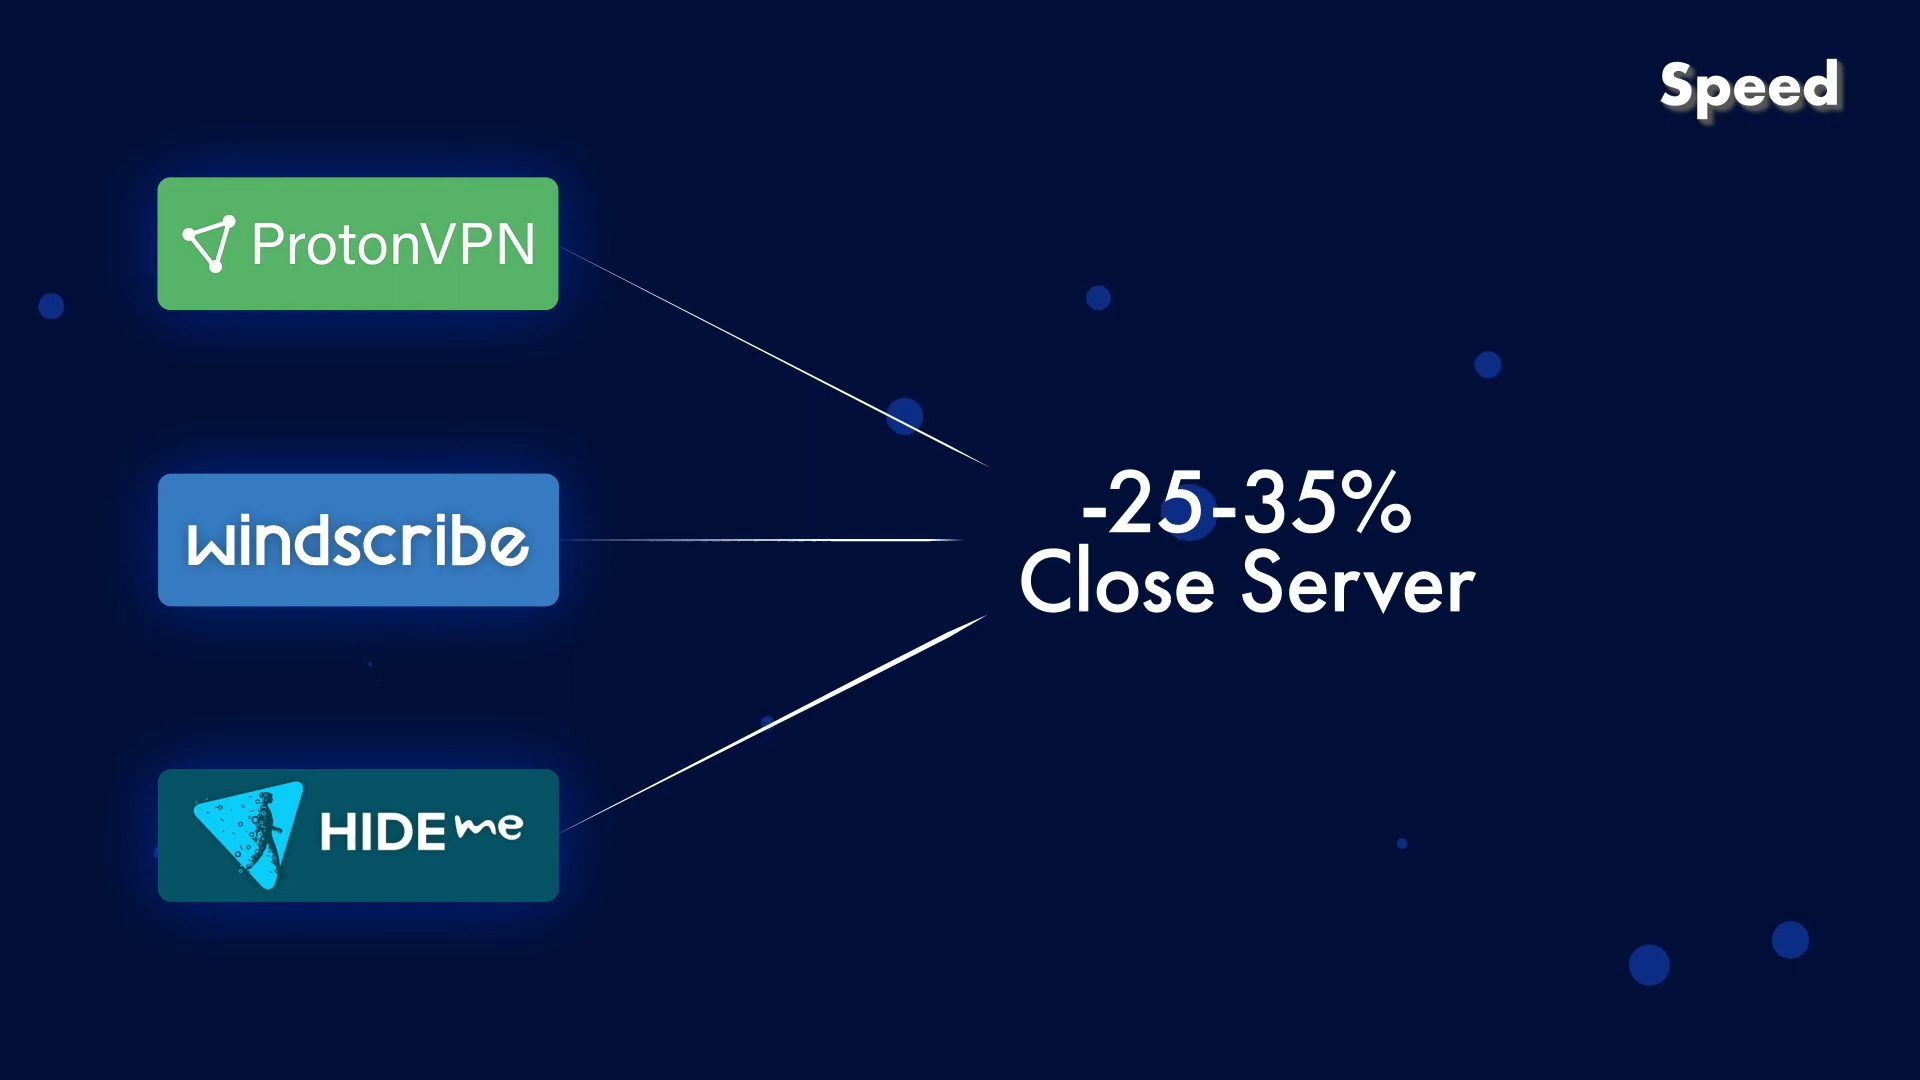 Speed
ProtonVPN
windscribe
HIDE me
-25-35%
Close Server